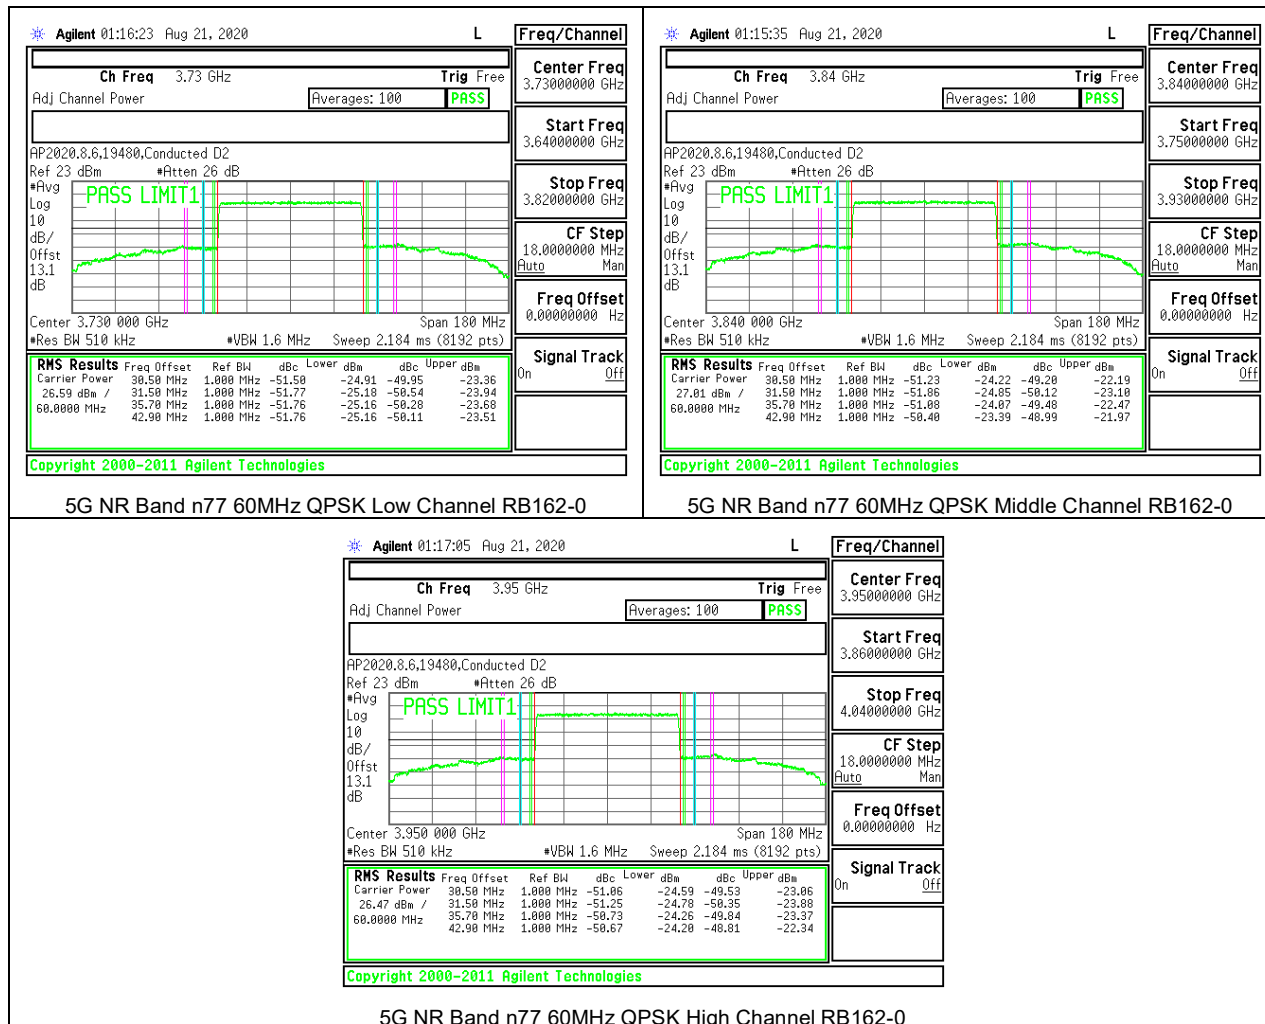 Agilent 01:16:23 Aug 21, 2020 L
Freq/Channel
Ch Freq 3.73 GHz Trig Free
Adj Channel Power Averages: 100 PASS
Center Freq
3.73000000 GHz
Start Freq
3.64000000 GHz
Stop Freq
3.82000000 GHz
CF Step
18.0000000 MHz
Auto Man
Freq Offset
0.00000000 Hz
Signal Track
On Off
AP2020.8.6,19480,Conducted D2
Ref 23 dBm #Atten 26 dB
#Avg
Log
10
dB/
Offst
13.1
dB
PASS LIMIT1
Center 3.730 000 GHz Span 180 MHz
#Res BW 510 kHz #VBW 1.6 MHz Sweep 2.184 ms (8192 pts)
RMS Results Freq Offset Ref BW dBc Lower dBm dBc Upper dBm
Carrier Power 30.50 MHz 1.000 MHz -51.50 -24.91 -49.95 -23.36
26.59 dBm / 31.50 MHz 1.000 MHz -51.77 -25.18 -50.54 -23.94
60.0000 MHz 35.70 MHz 1.000 MHz -51.76 -25.16 -50.28 -23.68
42.90 MHz 1.000 MHz -51.76 -25.16 -50.11 -23.51
Copyright 2000-2011 Agilent Technologies
5G NR Band n77 60MHz QPSK Low Channel RB162-0
Agilent 01:15:35 Aug 21, 2020 L
Freq/Channel
Ch Freq 3.84 GHz Trig Free
Adj Channel Power Averages: 100 PASS
Center Freq
3.84000000 GHz
Start Freq
3.75000000 GHz
Stop Freq
3.93000000 GHz
CF Step
18.0000000 MHz
Auto Man
Freq Offset
0.00000000 Hz
Signal Track
On Off
AP2020.8.6,19480,Conducted D2
Ref 23 dBm #Atten 26 dB
#Avg
Log
10
dB/
Offst
13.1
dB
PASS LIMIT1
Center 3.840 000 GHz Span 180 MHz
#Res BW 510 kHz #VBW 1.6 MHz Sweep 2.184 ms (8192 pts)
RMS Results Freq Offset Ref BW dBc Lower dBm dBc Upper dBm
Carrier Power 30.50 MHz 1.000 MHz -51.23 -24.22 -49.20 -22.19
27.01 dBm / 31.50 MHz 1.000 MHz -51.86 -24.85 -50.12 -23.10
60.0000 MHz 35.70 MHz 1.000 MHz -51.08 -24.07 -49.48 -22.47
42.90 MHz 1.000 MHz -50.40 -23.39 -48.99 -21.97
Copyright 2000-2011 Agilent Technologies
5G NR Band n77 60MHz QPSK Middle Channel RB162-0
Agilent 01:17:05 Aug 21, 2020 L
Freq/Channel
Ch Freq 3.95 GHz Trig Free
Adj Channel Power Averages: 100 PASS
Center Freq
3.95000000 GHz
Start Freq
3.86000000 GHz
Stop Freq
4.04000000 GHz
CF Step
18.0000000 MHz
Auto Man
Freq Offset
0.00000000 Hz
Signal Track
On Off
AP2020.8.6,19480,Conducted D2
Ref 23 dBm #Atten 26 dB
#Avg
Log
10
dB/
Offst
13.1
dB
PASS LIMIT1
Center 3.950 000 GHz Span 180 MHz
#Res BW 510 kHz #VBW 1.6 MHz Sweep 2.184 ms (8192 pts)
RMS Results Freq Offset Ref BW dBc Lower dBm dBc Upper dBm
Carrier Power 30.50 MHz 1.000 MHz -51.06 -24.59 -49.53 -23.06
26.47 dBm / 31.50 MHz 1.000 MHz -51.25 -24.78 -50.35 -23.88
60.0000 MHz 35.70 MHz 1.000 MHz -50.73 -24.26 -49.84 -23.37
42.90 MHz 1.000 MHz -50.67 -24.20 -48.81 -22.34
Copyright 2000-2011 Agilent Technologies
5G NR Band n77 60MHz QPSK High Channel RB162-0